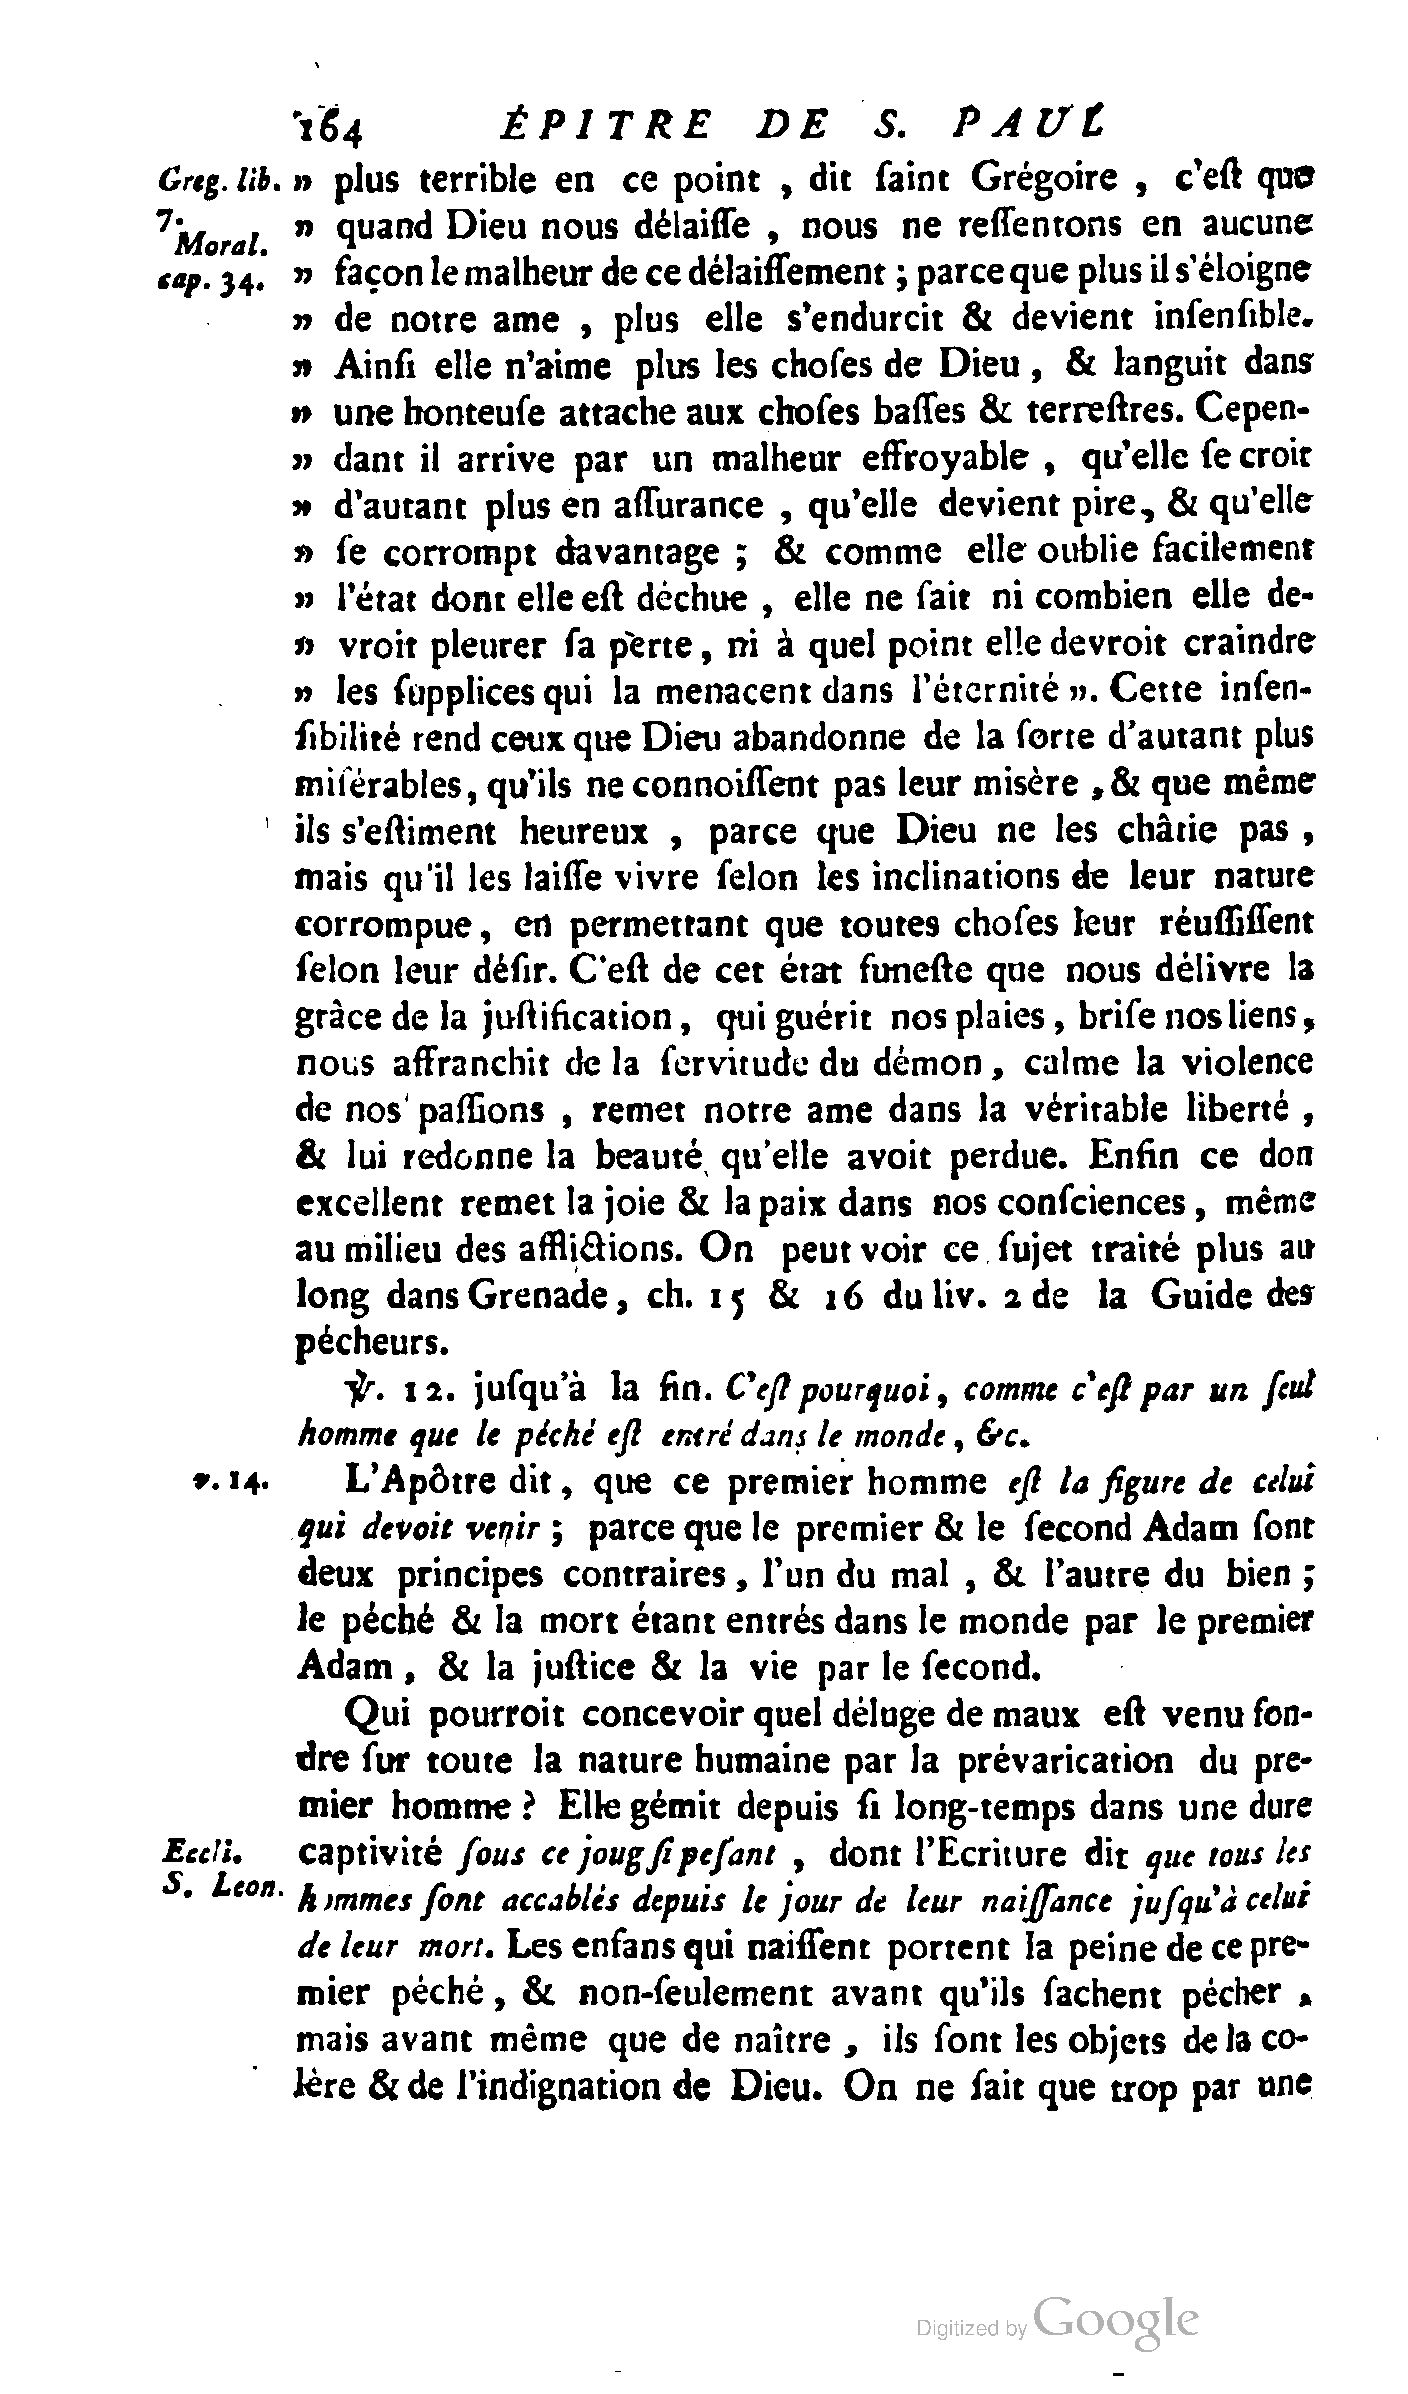 164 ÉPITRE DE S. PAUL
Greg. lib. » plus terrible en ce point , dit ſaint Grégoire , c'eſt que
7. Moral. » quand Dieu nous délaiſſe , nous ne reſſentons en aucune
cap. 34. » façon le malheur de ce délaiſſement ; parce que plus il s'éloigne
» de notre ame , plus elle s'endurcit & devient inſenſible.
» Ainſi elle n'aime plus les choſes de Dieu , & languit dans
» une honteuſe attache aux choſes baſſes & terreſtres. Cepen-
» dant il arrive par un malheur effroyable , qu'elle ſe croit
» d'autant plus en aſſurance , qu'elle devient pire, & qu'elle
» ſe corrompt davantage ; & comme elle oublie facilement
» l'état dont elle eſt déchue , elle ne ſait ni combien elle de-
» vroit pleurer ſa perte, ni à quel point elle devroit craindre
» les ſupplices qui la menacent dans l'éternité ». Cette inſen-
ſibilité rend ceux que Dieu abandonne de la ſorte d'autant plus
miſérables, qu'ils ne connoiſſent pas leur misère , & que même
ils s'eſtiment heureux , parce que Dieu ne les châtie pas ,
mais qu'il les laiſſe vivre ſelon les inclinations de leur nature
corrompue, en permettant que toutes choſes leur réuſſiſſent
ſelon leur déſir. C'eſt de cet état funeſte que nous délivre la
grâce de la juſtification, qui guérit nos plaies, briſe nos liens,
nous affranchit de la ſervitude du démon, calme la violence
de nos paſſions , remet notre ame dans la véritable liberté ,
& lui redonne la beauté qu'elle avoit perdue. Enfin ce don
excellent remet la joie & la paix dans nos conſciences, même
au milieu des afflictions. On peut voir ce ſujet traité plus au
long dans Grenade, ch. 15 & 16 du liv. 2 de la Guide des
pécheurs.
℣. 12. juſqu'à la fin. C'eſt pourquoi, comme c'eſt par un ſeul
homme que le péché eſt entré dans le monde, &c.
v. 14. L'Apôtre dit, que ce premier homme eſt la figure de celui
qui devoit venir ; parce que le premier & le ſecond Adam ſont
deux principes contraires, l'un du mal , & l'autre du bien ;
le péché & la mort étant entrés dans le monde par le premier
Adam , & la juſtice & la vie par le ſecond.
Qui pourroit concevoir quel déluge de maux eſt venu fon-
dre ſur toute la nature humaine par la prévarication du pre-
mier homme ? Elle gémit depuis ſi long-temps dans une dure
Eccli. captivité ſous ce joug ſi peſant , dont l'Ecriture dit que tous les
S. Leon. hommes ſont accablés depuis le jour de leur naiſſance juſqu'à celui
de leur mort. Les enfans qui naiſſent portent la peine de ce pre-
mier péché, & non-ſeulement avant qu'ils ſachent pécher ,
mais avant même que de naître , ils ſont les objets de la co-
lère & de l'indignation de Dieu. On ne ſait que trop par une
Digitized by Google